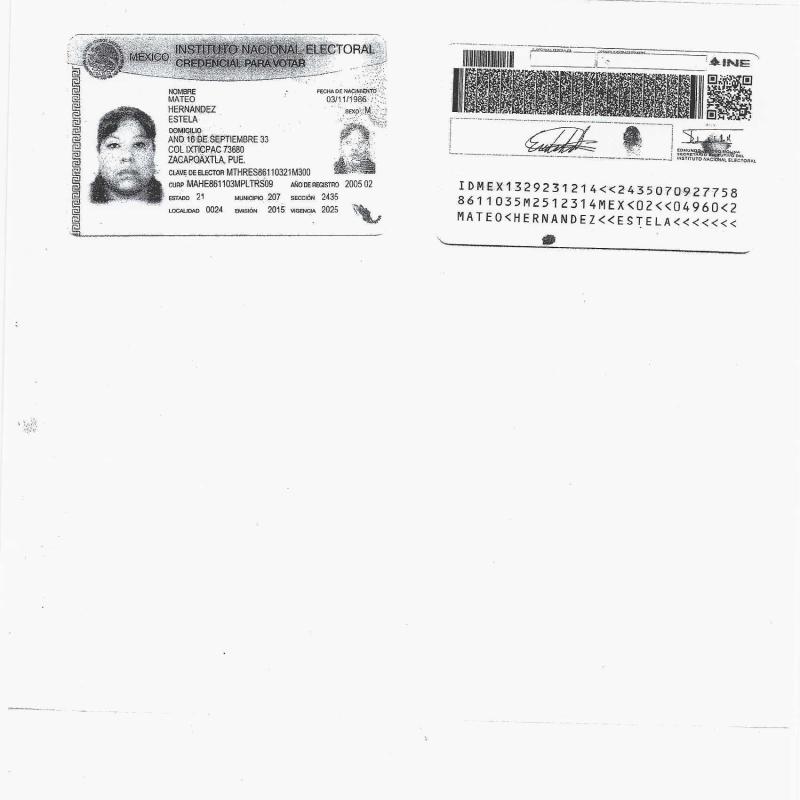 MÉXICO INSTITUTO NACIONAL ELECTORAL
CREDENCIAL PARA VOTAR
NOMBRE
MATEO
HERNANDEZ
ESTELA
FECHA DE NACIMIENTO
03/11/1986
SEXO M
DOMICILIO
AND 16 DE SEPTIEMBRE 33
COL IXTICPAC 73680
ZACAPOAXTLA, PUE.
CLAVE DE ELECTOR MTHRES86110321M300
CURP MAHE861103MPLTRS09 AÑO DE REGISTRO 2005 02
ESTADO 21 MUNICIPIO 207 SECCIÓN 2435
LOCALIDAD 0024 EMISIÓN 2015 VIGENCIA 2025
INE
SECRETARIO EJECUTIVO DEL
INSTITUTO NACIONAL ELECTORAL
IDMEX1329231214<<2435070927758
8611035M2512314MEX<02<<04960<2
MATEO<HERNANDEZ<<ESTELA<<<<<<<